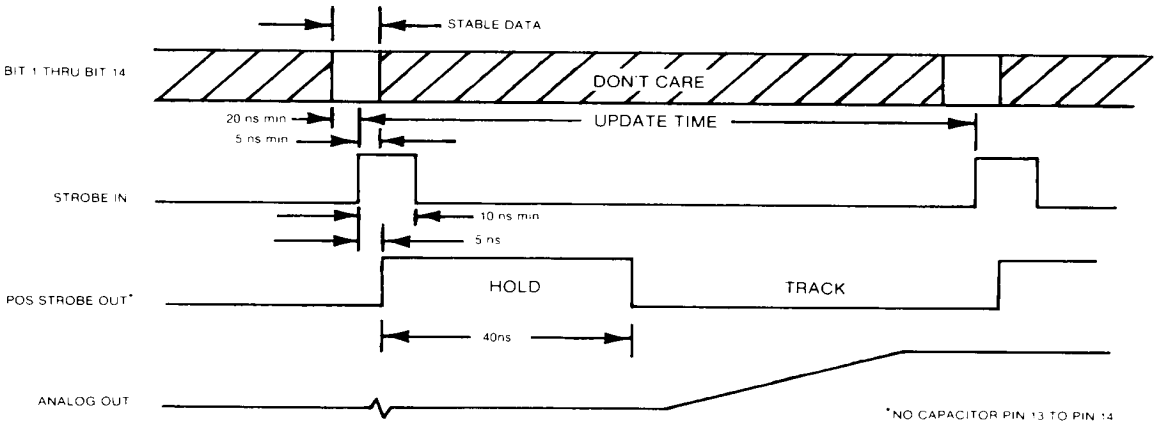 STABLE DATA
BIT 1 THRU BIT 14
DON'T CARE
20 ns min
UPDATE TIME
5 ns min
STROBE IN
10 ns min
5 ns
POS STROBE OUT*
HOLD
TRACK
40ns
ANALOG OUT
*NO CAPACITOR PIN 13 TO PIN 14